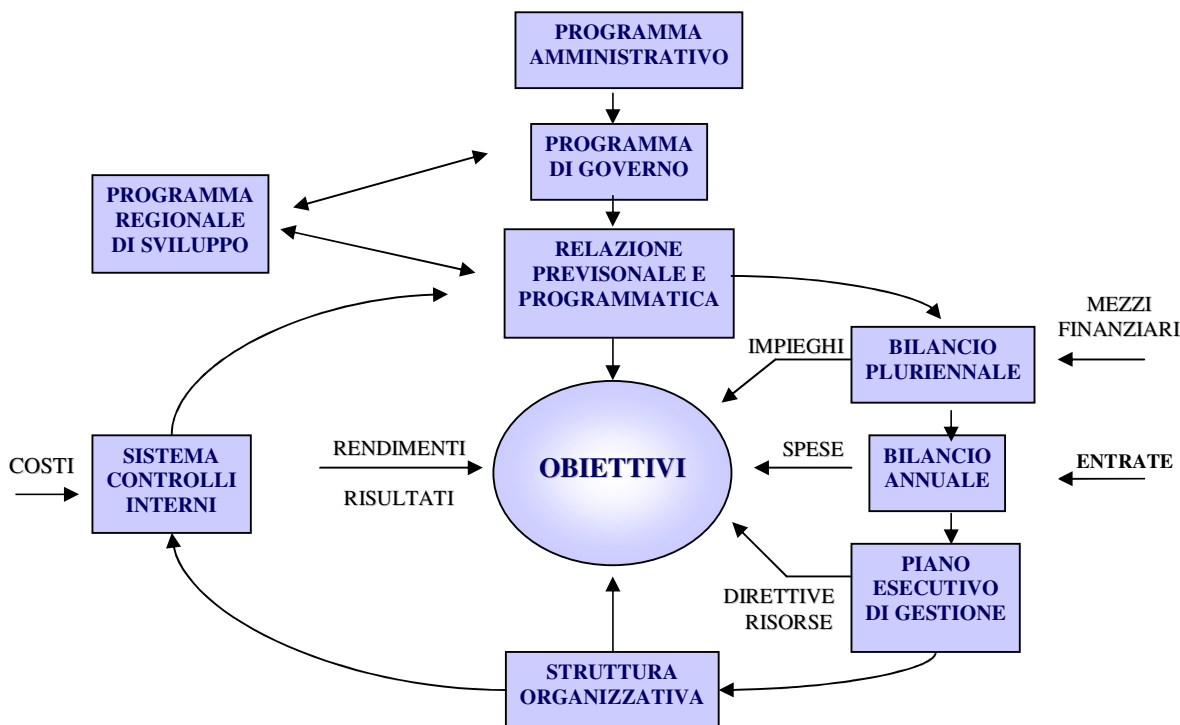 PROGRAMMA
AMMINISTRATIVO
PROGRAMMA
DI GOVERNO
PROGRAMMA
REGIONALE
DI SVILUPPO
RELAZIONE
PREVISONALE E
PROGRAMMATICA
MEZZI
FINANZIARI
IMPIEGHI
BILANCIO
PLURIENNALE
COSTI
SISTEMA
CONTROLLI
INTERNI
RENDIMENTI
RISULTATI
OBIETTIVI
SPESE
BILANCIO
ANNUALE
ENTRATE
PIANO
ESECUTIVO
DI GESTIONE
DIRETTIVE
RISORSE
STRUTTURA
ORGANIZZATIVA